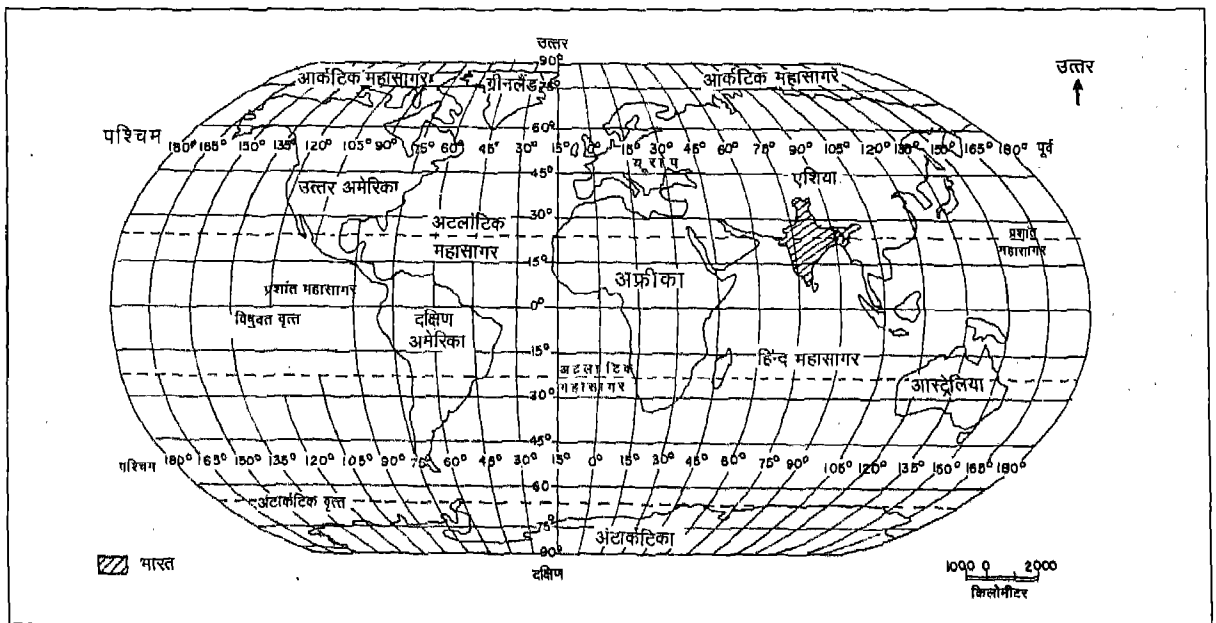 उत्तर
90°
आर्कटिक महासागर ग्रीनलैंड 75° आर्कटिक महासागर
उत्तर
60°
पश्चिम 180° 165° 150° 135° 120° 105° 90° 75° 60° 45° 30° 15° 0° 15° 30° 45° 60° 75° 90° 105° 120° 135° 150° 165° 180° पूर्व
यूरोप
45°
उत्तर अमेरिका
एशिया
30°
अटलांटिक
महासागर
प्रशांत
महासागर
15°
अफ्रीका
प्रशांत महासागर
0°
विषुवत वृत्त
दक्षिण
अमेरिका
15°
हिन्द महासागर
अटलांटिक
महासागर
आस्ट्रेलिया
30°
45°
पश्चिम 180° 165° 150° 135° 120° 105° 90° 75° 60° 45° 30° 15° 0° 15° 30° 45° 60° 75° 90° 105° 120° 135° 150° 165° 180°
60
अंटार्कटिक वृत्त
75°
अंटार्कटिका
90°
दक्षिण
भारत
1000 0 2000
किलोमीटर